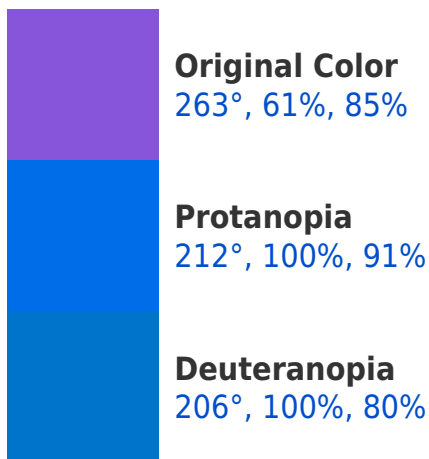 Original Color
263°, 61%, 85%
Protanopia
212°, 100%, 91%
Deuteranopia
206°, 100%, 80%